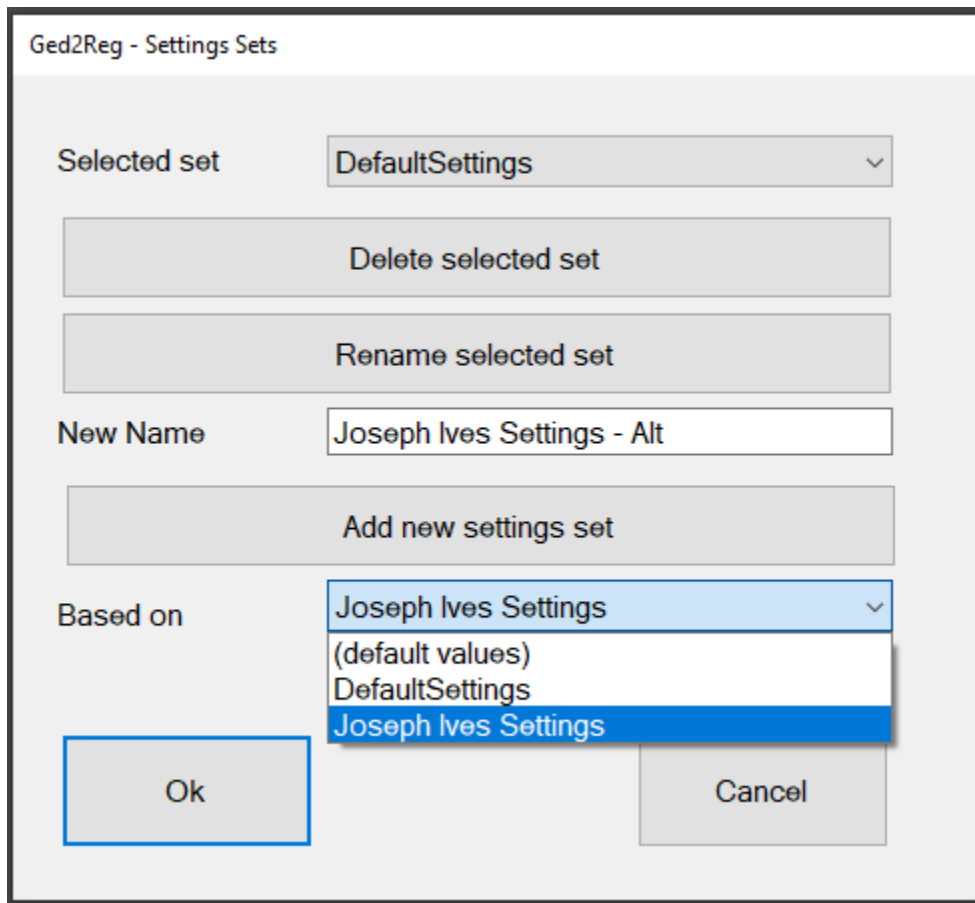 Ged2Reg - Settings Sets
Selected set
DefaultSettings
Delete selected set
Rename selected set
New Name
Joseph Ives Settings - Alt
Add new settings set
Based on
Joseph Ives Settings
(default values)
DefaultSettings
Joseph Ives Settings
Ok
Cancel